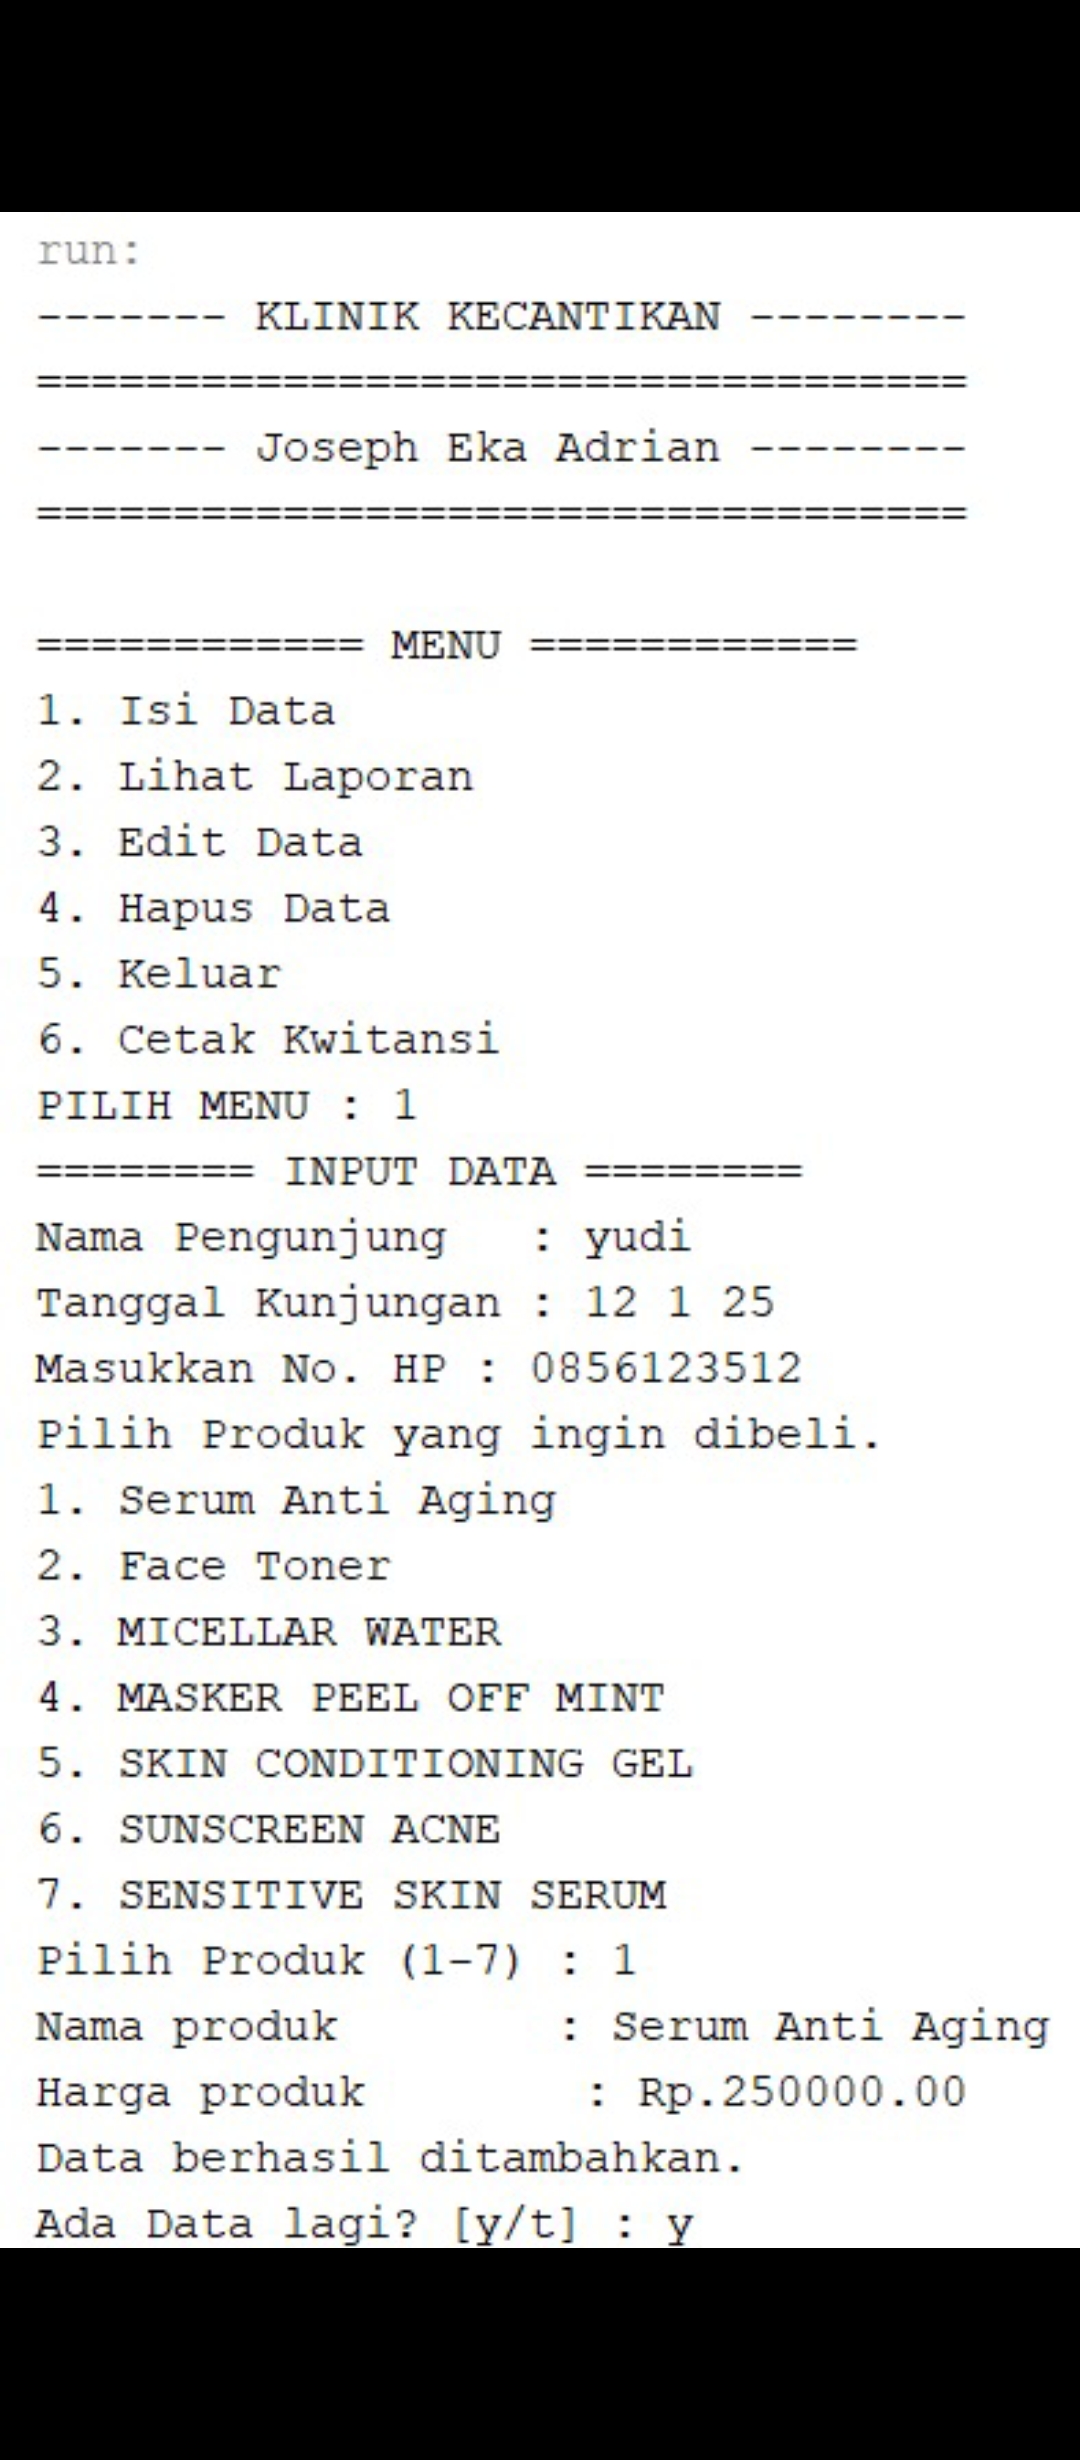 run:
------- KLINIK KECANTIKAN --------
==================================
------- Joseph Eka Adrian --------
==================================
============ MENU ============
1. Isi Data
2. Lihat Laporan
3. Edit Data
4. Hapus Data
5. Keluar
6. Cetak Kwitansi
PILIH MENU : 1
======== INPUT DATA ========
Nama Pengunjung   : yudi
Tanggal Kunjungan : 12 1 25
Masukkan No. HP : 0856123512
Pilih Produk yang ingin dibeli.
1. Serum Anti Aging
2. Face Toner
3. MICELLAR WATER
4. MASKER PEEL OFF MINT
5. SKIN CONDITIONING GEL
6. SUNSCREEN ACNE
7. SENSITIVE SKIN SERUM
Pilih Produk (1-7) : 1
Nama produk        : Serum Anti Aging
Harga produk        : Rp.250000.00
Data berhasil ditambahkan.
Ada Data lagi? [y/t] : y